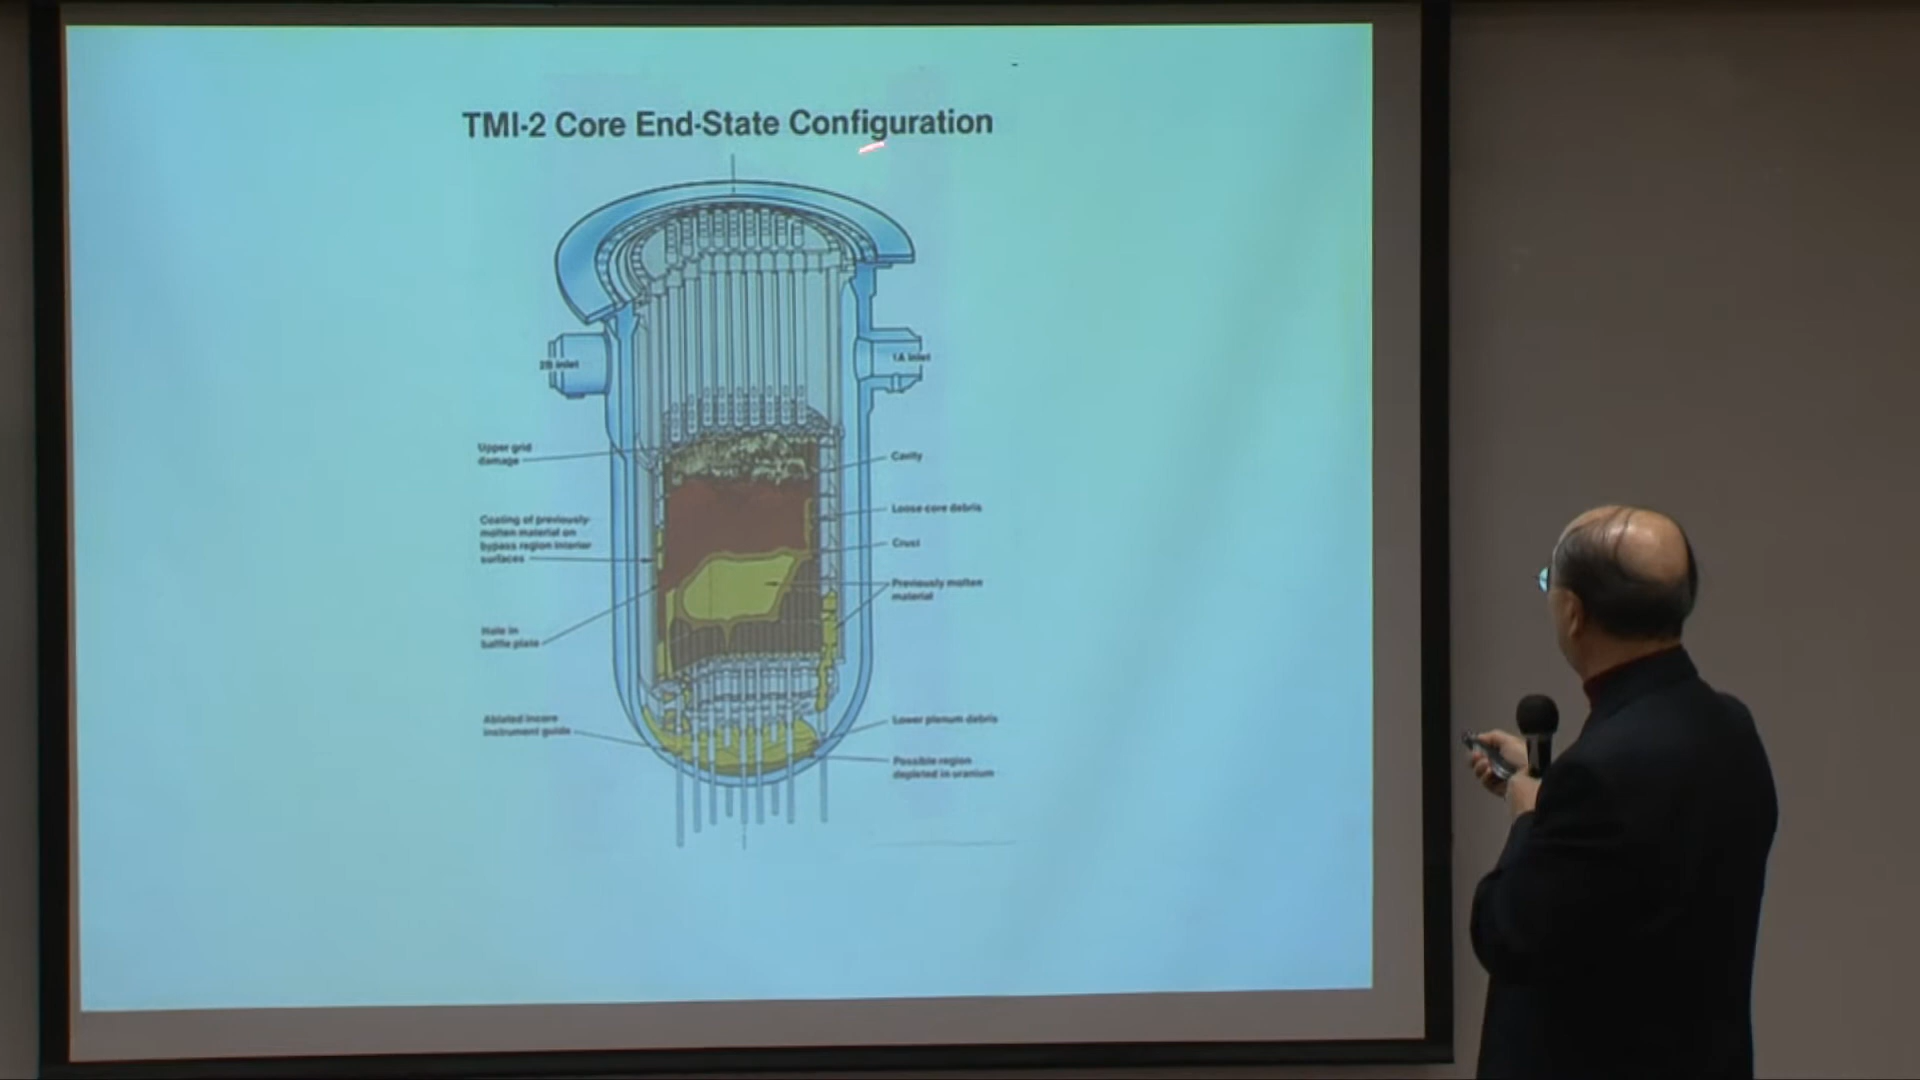 TMI-2 Core End-State Configuration
2B inlet
1A inlet
Upper grid
damage
Cavity
Loose core debris
Coating of previously-
molten material on
bypass region interior
surfaces
Crust
Previously molten
material
Hole in
baffle plate
Ablated incore
instrument guide
Lower plenum debris
Possible region
depleted in uranium